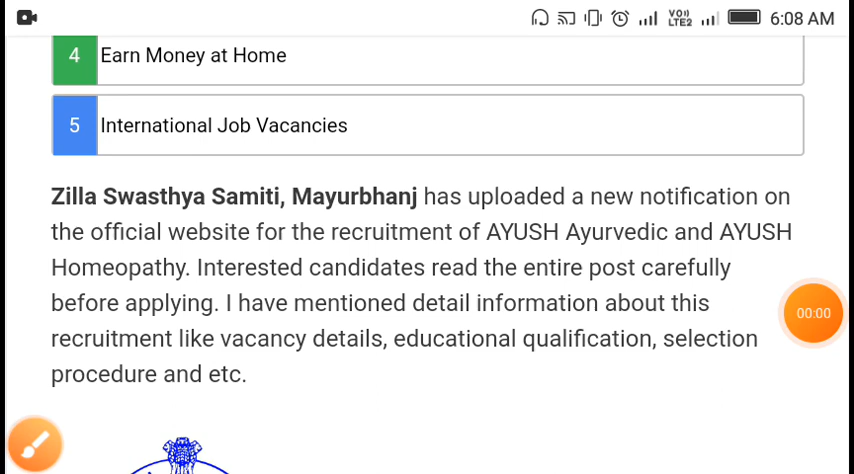 VO)) LTE2 6:08 AM
4 Earn Money at Home
5 International Job Vacancies
Zilla Swasthya Samiti, Mayurbhanj has uploaded a new notification on
the official website for the recruitment of AYUSH Ayurvedic and AYUSH
Homeopathy. Interested candidates read the entire post carefully
before applying. I have mentioned detail information about this
recruitment like vacancy details, educational qualification, selection
procedure and etc.
00:00